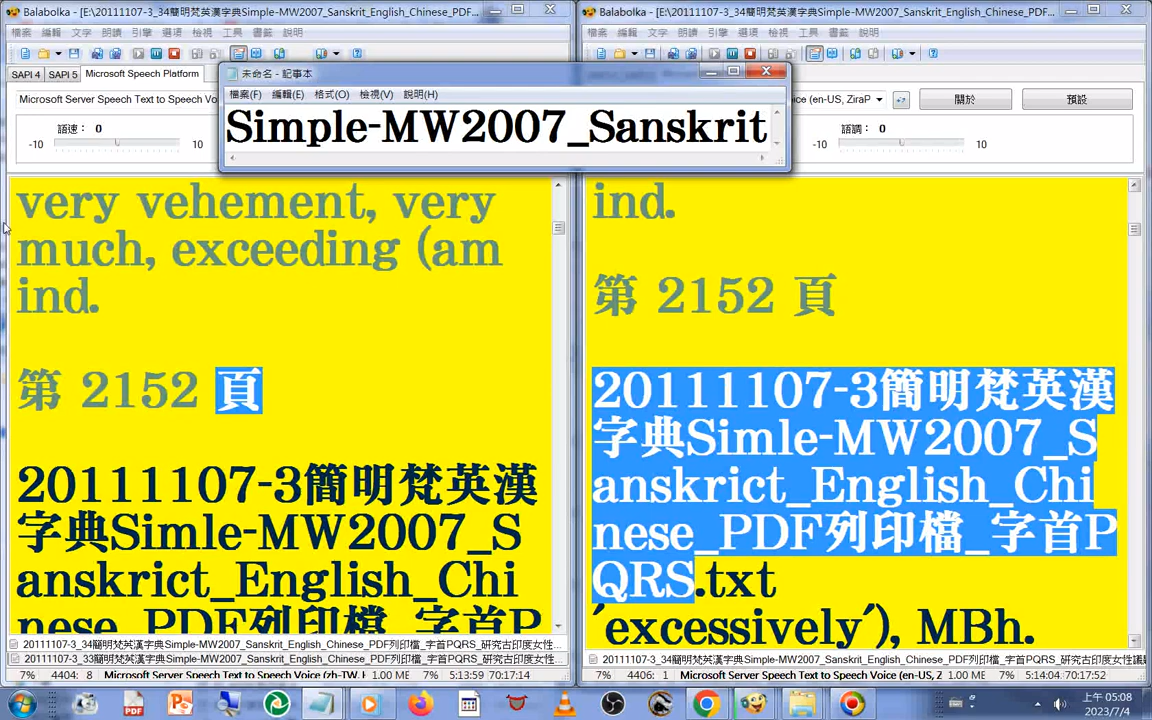 Balabolka - [E:\20111107-3_34簡明梵英漢字典Simple-MW2007_Sanskrit_English_Chinese_PDF...
檔案 編輯 文字 朗讀 引擎 選項 檢視 工具 書籤 說明
SAPI 4 SAPI 5 Microsoft Speech Platform
Microsoft Server Speech Text to Speech Vo
語速： 0
-10 10
very vehement, very
much, exceeding (am
ind.
第 2152 頁
20111107-3簡明梵英漢
字典Simle-MW2007_S
anskrict_English_Chi
nese_PDF列印檔_字首P
20111107-3_34簡明梵英漢字典Simple-MW2007_Sanskrit_English_Chinese_PDF列印檔_字首PQRS_研究古印度女性...
20111107-3_33簡明梵英漢字典Simple-MW2007_Sanskrit_English_Chinese_PDF列印檔_字首PQRS_研究古印度女性...
7% 4404: 8 Microsoft Server Speech Text to Speech Voice (zh-TW, H 1.00 ME 7% 5:13:59 70:17:14
未命名 - 記事本
檔案(F) 編輯(E) 格式(O) 檢視(V) 說明(H)
Simple-MW2007_Sanskrit
Balabolka - [E:\20111107-3_34簡明梵英漢字典Simple-MW2007_Sanskrit_English_Chinese_PDF...
檔案 編輯 文字 朗讀 引擎 選項 檢視 工具 書籤 說明
ice (en-US, ZiraP
關於 預設
語調： 0
-10 10
ind.
第 2152 頁
20111107-3簡明梵英漢
字典Simle-MW2007_S
anskrict_English_Chi
nese_PDF列印檔_字首P
QRS.txt
'excessively'), MBh.
20111107-3_34簡明梵英漢字典Simple-MW2007_Sanskrit_English_Chinese_PDF列印檔_字首PQRS_研究古印度女性議
7% 4406: 1 Microsoft Server Speech Text to Speech Voice (en-US, Z 1.00 ME 7% 5:14:04 70:17:52
上午 05:08
2023/7/4